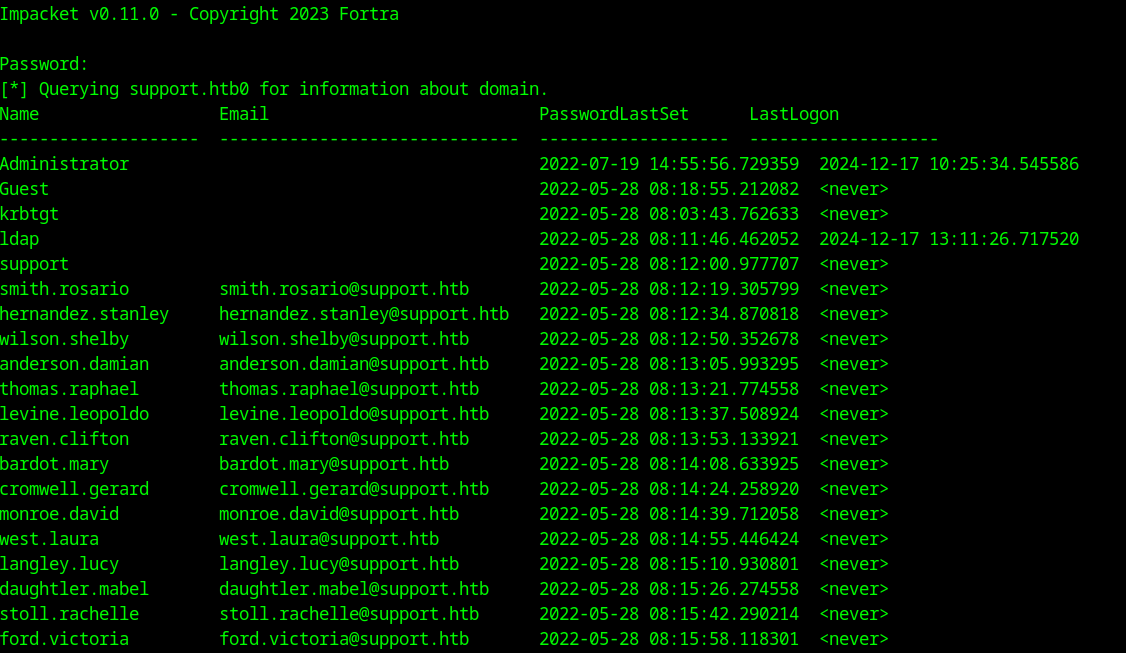 Impacket v0.11.0 - Copyright 2023 Fortra
Password:
[*] Querying support.htb0 for information about domain.
Name                  Email                           PasswordLastSet      LastLogon
--------------------  ------------------------------  -------------------  -------------------
Administrator                                         2022-07-19 14:55:56.729359  2024-12-17 10:25:34.545586
Guest                                                 2022-05-28 08:18:55.212082  <never>
krbtgt                                                2022-05-28 08:03:43.762633  <never>
ldap                                                  2022-05-28 08:11:46.462052  2024-12-17 13:11:26.717520
support                                               2022-05-28 08:12:00.977707  <never>
smith.rosario         smith.rosario@support.htb       2022-05-28 08:12:19.305799  <never>
hernandez.stanley     hernandez.stanley@support.htb   2022-05-28 08:12:34.870818  <never>
wilson.shelby         wilson.shelby@support.htb       2022-05-28 08:12:50.352678  <never>
anderson.damian       anderson.damian@support.htb     2022-05-28 08:13:05.993295  <never>
thomas.raphael        thomas.raphael@support.htb      2022-05-28 08:13:21.774558  <never>
levine.leopoldo       levine.leopoldo@support.htb     2022-05-28 08:13:37.508924  <never>
raven.clifton         raven.clifton@support.htb       2022-05-28 08:13:53.133921  <never>
bardot.mary           bardot.mary@support.htb         2022-05-28 08:14:08.633925  <never>
cromwell.gerard       cromwell.gerard@support.htb     2022-05-28 08:14:24.258920  <never>
monroe.david          monroe.david@support.htb        2022-05-28 08:14:39.712058  <never>
west.laura            west.laura@support.htb          2022-05-28 08:14:55.446424  <never>
langley.lucy          langley.lucy@support.htb        2022-05-28 08:15:10.930801  <never>
daughtler.mabel       daughtler.mabel@support.htb     2022-05-28 08:15:26.274558  <never>
stoll.rachelle        stoll.rachelle@support.htb      2022-05-28 08:15:42.290214  <never>
ford.victoria         ford.victoria@support.htb       2022-05-28 08:15:58.118301  <never>